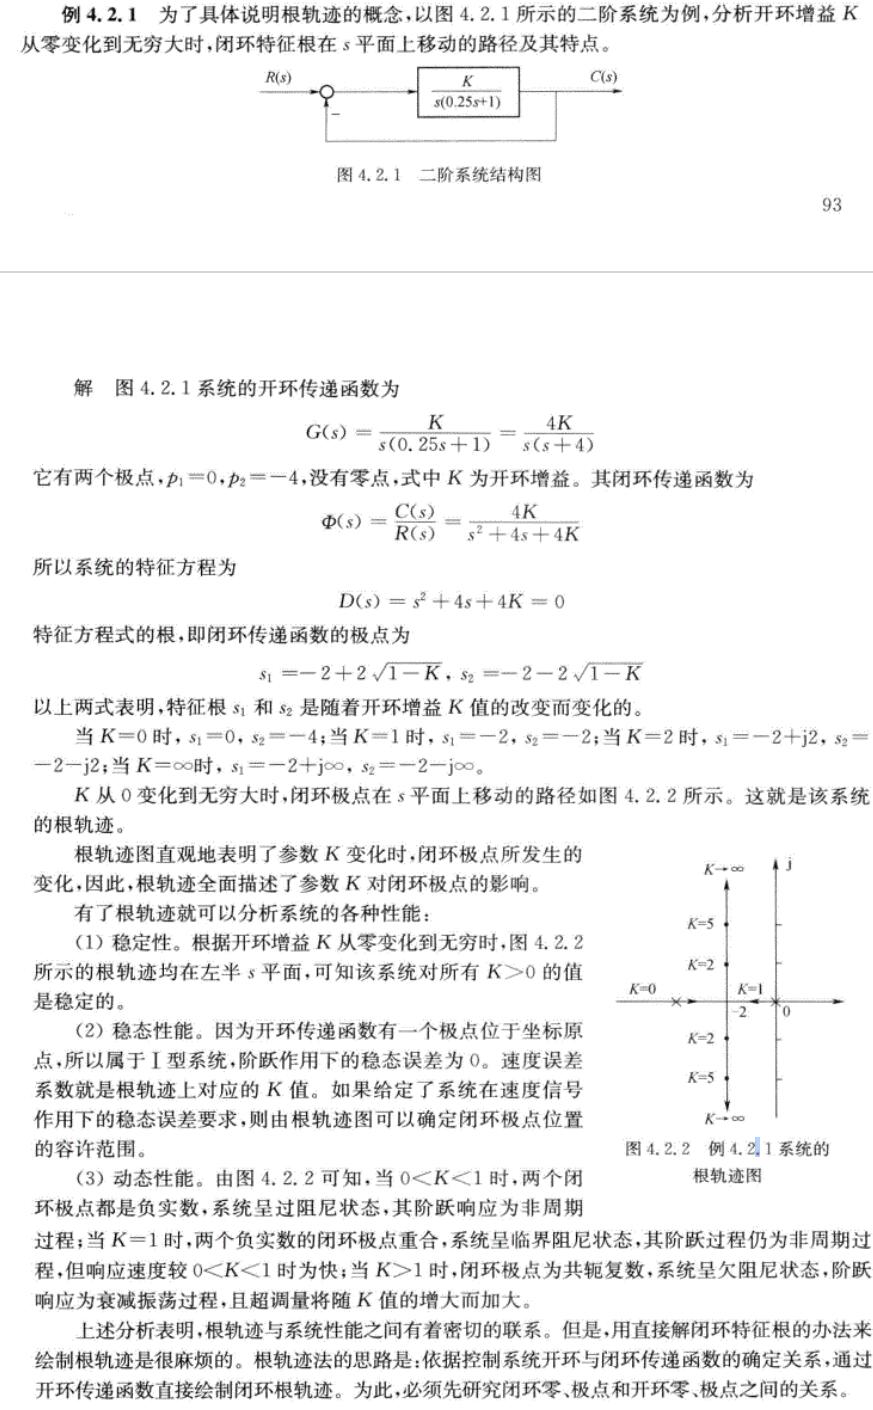 例 4.2.1 为了具体说明根轨迹的概念,以图 4.2.1 所示的二阶系统为例,分析开环增益 K
从零变化到无穷大时,闭环特征根在 s 平面上移动的路径及其特点。
R(s)
K
s(0.25s+1)
C(s)
−
图 4.2.1 二阶系统结构图
93
解 图 4.2.1 系统的开环传递函数为
G(s) = K / s(0.25s+1) = 4K / s(s+4)
它有两个极点,p₁=0,p₂=−4,没有零点,式中 K 为开环增益。其闭环传递函数为
Φ(s) = C(s) / R(s) = 4K / s²+4s+4K
所以系统的特征方程为
D(s) = s²+4s+4K = 0
特征方程式的根,即闭环传递函数的极点为
s₁ =−2+2√1−K, s₂ =−2−2√1−K
以上两式表明,特征根 s₁ 和 s₂ 是随着开环增益 K 值的改变而变化的。
当 K=0 时, s₁=0, s₂=−4;当 K=1 时, s₁=−2, s₂=−2;当 K=2 时, s₁=−2+j2, s₂=
−2−j2;当 K=∞时, s₁=−2+j∞, s₂=−2−j∞。
K 从 0 变化到无穷大时,闭环极点在 s 平面上移动的路径如图 4.2.2 所示。这就是该系统
的根轨迹。
根轨迹图直观地表明了参数 K 变化时,闭环极点所发生的
变化,因此,根轨迹全面描述了参数 K 对闭环极点的影响。
有了根轨迹就可以分析系统的各种性能:
(1) 稳定性。根据开环增益 K 从零变化到无穷时,图 4.2.2
所示的根轨迹均在左半 s 平面,可知该系统对所有 K>0 的值
是稳定的。
(2) 稳态性能。因为开环传递函数有一个极点位于坐标原
点,所以属于 Ⅰ 型系统,阶跃作用下的稳态误差为 0。速度误差
系数就是根轨迹上对应的 K 值。如果给定了系统在速度信号
作用下的稳态误差要求,则由根轨迹图可以确定闭环极点位置
的容许范围。
(3) 动态性能。由图 4.2.2 可知,当 0<K<1 时,两个闭
环极点都是负实数,系统呈过阻尼状态,其阶跃响应为非周期
K→∞
j
K=5
K=2
K=0
K=1
−2
0
K=2
K=5
K→∞
图 4.2.2 例 4.2.1 系统的
根轨迹图
过程;当 K=1 时,两个负实数的闭环极点重合,系统呈临界阻尼状态,其阶跃过程仍为非周期过
程,但响应速度较 0<K<1 时为快;当 K>1 时,闭环极点为共轭复数,系统呈欠阻尼状态,阶跃
响应为衰减振荡过程,且超调量将随 K 值的增大而加大。
上述分析表明,根轨迹与系统性能之间有着密切的联系。但是,用直接解闭环特征根的办法来
绘制根轨迹是很麻烦的。根轨迹法的思路是:依据控制系统开环与闭环传递函数的确定关系,通过
开环传递函数直接绘制闭环根轨迹。为此,必须先研究闭环零、极点和开环零、极点之间的关系。